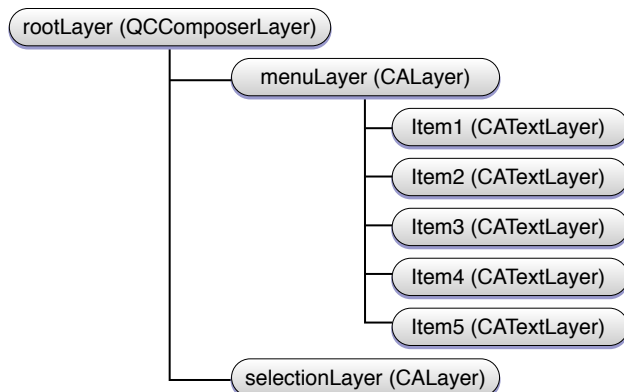 rootLayer (QCComposerLayer)
menuLayer (CALayer)
Item1 (CATextLayer)
Item2 (CATextLayer)
Item3 (CATextLayer)
Item4 (CATextLayer)
Item5 (CATextLayer)
selectionLayer (CALayer)